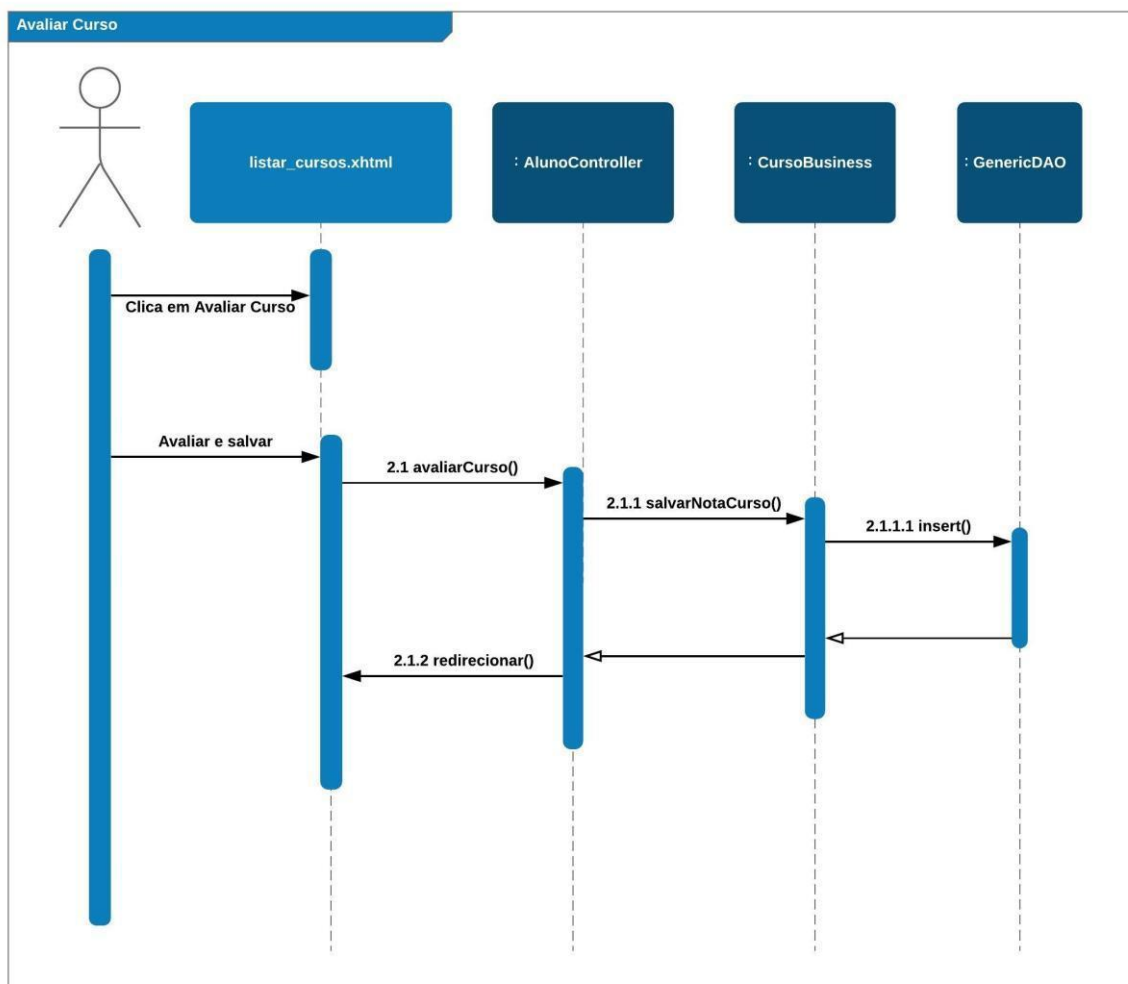 Avaliar Curso
listar_cursos.xhtml
: AlunoController
: CursoBusiness
: GenericDAO
Clica em Avaliar Curso
Avaliar e salvar
2.1 avaliarCurso()
2.1.1 salvarNotaCurso()
2.1.1.1 insert()
2.1.2 redirecionar()